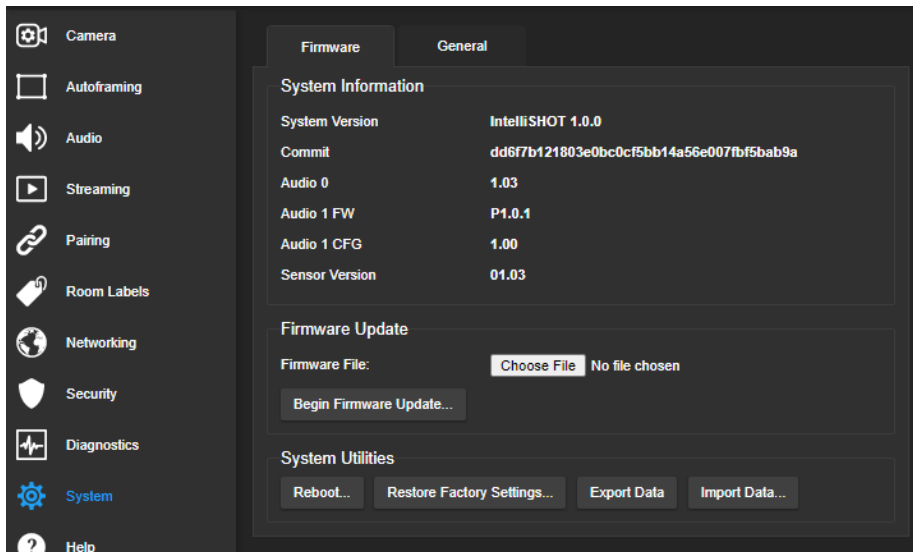 Camera
Autoframing
Audio
Streaming
Pairing
Room Labels
Networking
Security
Diagnostics
System
? Help
Firmware General
System Information
System Version IntelliSHOT 1.0.0
Commit dd6f7b121803e0bc0cf5bb14a56e007fbf5bab9a
Audio 0 1.03
Audio 1 FW P1.0.1
Audio 1 CFG 1.00
Sensor Version 01.03
Firmware Update
Firmware File: Choose File No file chosen
Begin Firmware Update...
System Utilities
Reboot... Restore Factory Settings... Export Data Import Data...